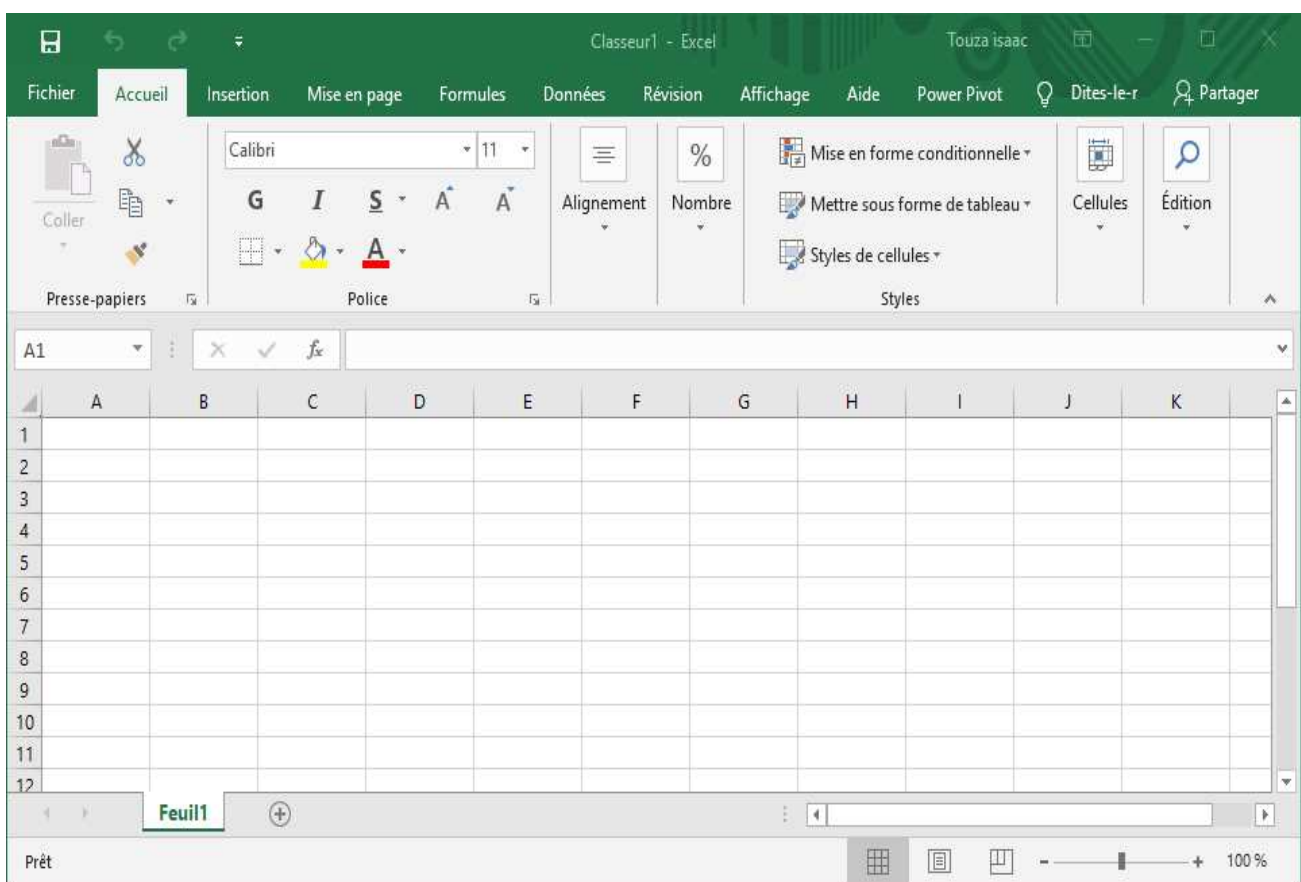 Classeur1 - Excel
Touza isaac
Fichier Accueil Insertion Mise en page Formules Données Révision Affichage Aide Power Pivot Dites-le-r Partager
Calibri 11
% Mise en forme conditionnelle
G I S A A
Coller Alignement Nombre Mettre sous forme de tableau Cellules Édition
A Styles de cellules
Presse-papiers Police Styles
A1 fx
A B C D E F G H I J K
1
2
3
4
5
6
7
8
9
10
11
12
Feuil1
Prêt - + 100 %